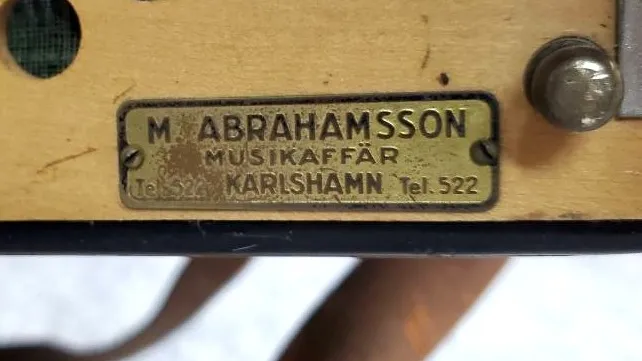 M. ABRAHAMSSON
MUSIKAFFÄR
Tel. 522 KARLSHAMN Tel. 522